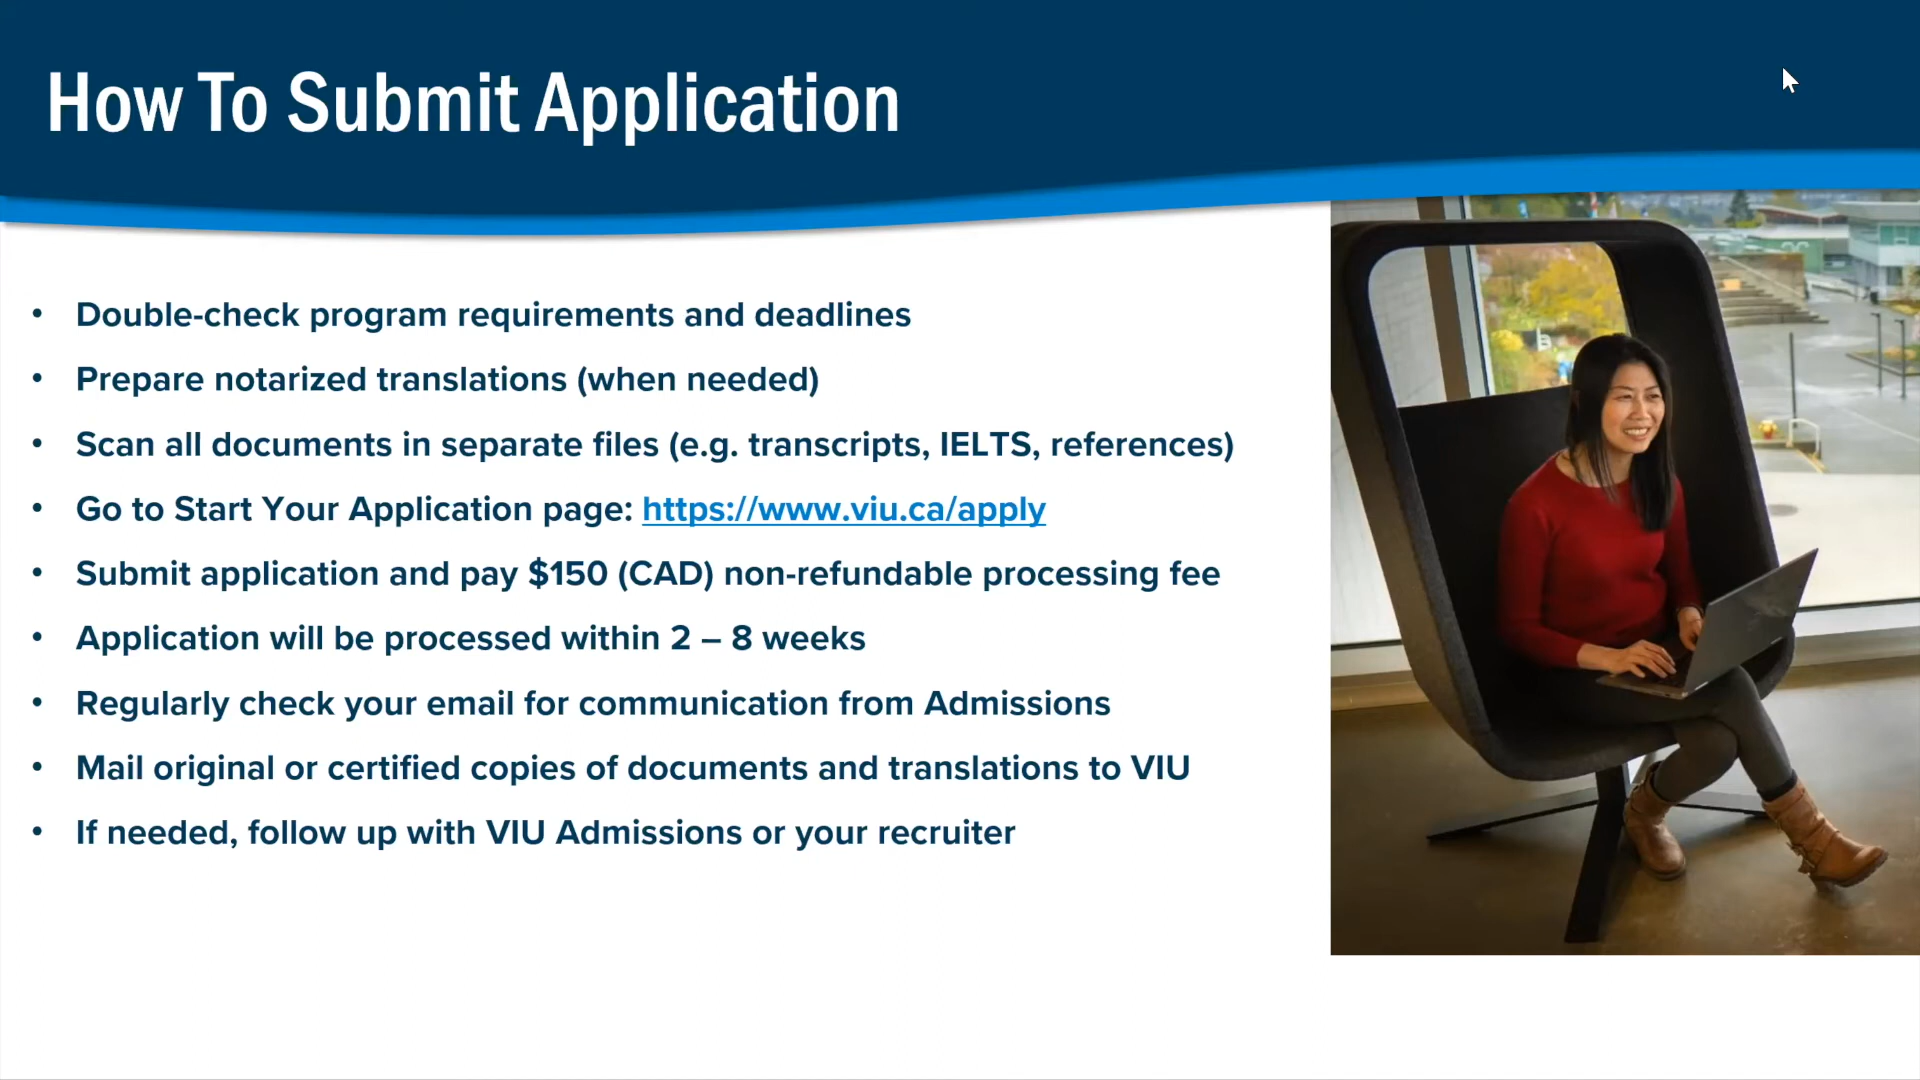 How To Submit Application
• Double-check program requirements and deadlines
• Prepare notarized translations (when needed)
• Scan all documents in separate files (e.g. transcripts, IELTS, references)
• Go to Start Your Application page: https://www.viu.ca/apply
• Submit application and pay $150 (CAD) non-refundable processing fee
• Application will be processed within 2 – 8 weeks
• Regularly check your email for communication from Admissions
• Mail original or certified copies of documents and translations to VIU
• If needed, follow up with VIU Admissions or your recruiter